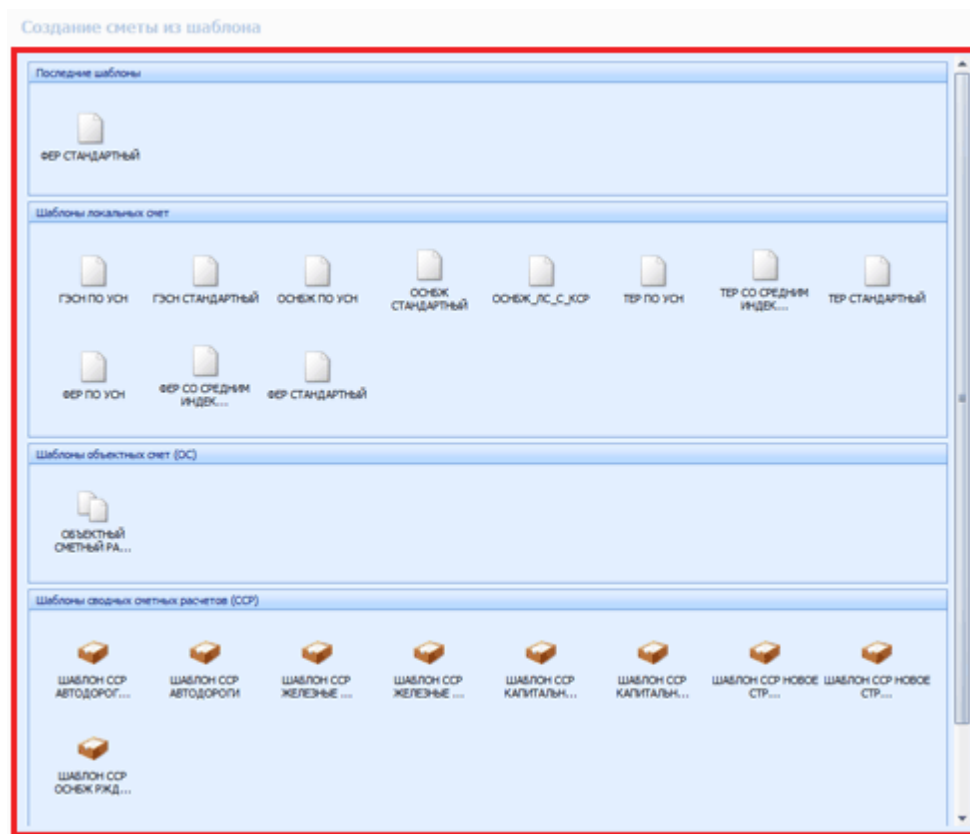 Создание сметы из шаблона
Последние шаблоны
ФЕР СТАНДАРТНЫЙ
Шаблоны локальных смет
ГЭСН ПО УСН
ГЭСН СТАНДАРТНЫЙ
ОСНБЖ ПО УСН
ОСНБЖ
СТАНДАРТНЫЙ
ОСНБЖ_ЛС_С_КСР
ТЕР ПО УСН
ТЕР СО СРЕДНИМ
ИНДЕК...
ТЕР СТАНДАРТНЫЙ
ФЕР ПО УСН
ФЕР СО СРЕДНИМ
ИНДЕК...
ФЕР СТАНДАРТНЫЙ
Шаблоны объектных смет (ОС)
ОБЪЕКТНЫЙ
СМЕТНЫЙ РА...
Шаблоны сводных сметных расчетов (ССР)
ШАБЛОН ССР
АВТОДОРОГ...
ШАБЛОН ССР
АВТОДОРОГИ
ШАБЛОН ССР
ЖЕЛЕЗНЫЕ ...
ШАБЛОН ССР
ЖЕЛЕЗНЫЕ ...
ШАБЛОН ССР
КАПИТАЛЬН...
ШАБЛОН ССР
КАПИТАЛЬН...
ШАБЛОН ССР НОВОЕ
СТР...
ШАБЛОН ССР НОВОЕ
СТР...
ШАБЛОН ССР
ОСНБЖ РЖД...